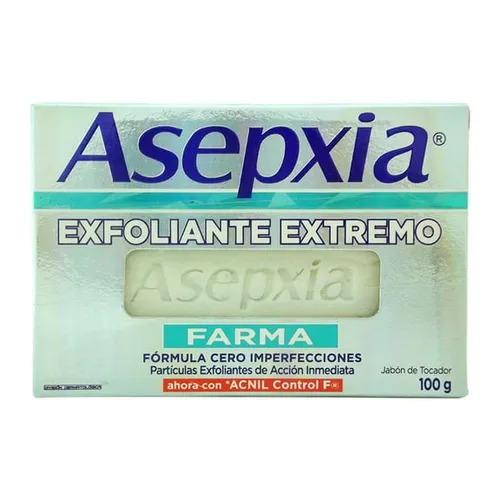 Asepxia®
EXFOLIANTE EXTREMO
Asepxia
FARMA
FÓRMULA CERO IMPERFECCIONES
Partículas Exfoliantes de Acción Inmediata
ahora con *ACNIL Control F
Jabón de Tocador
100 g